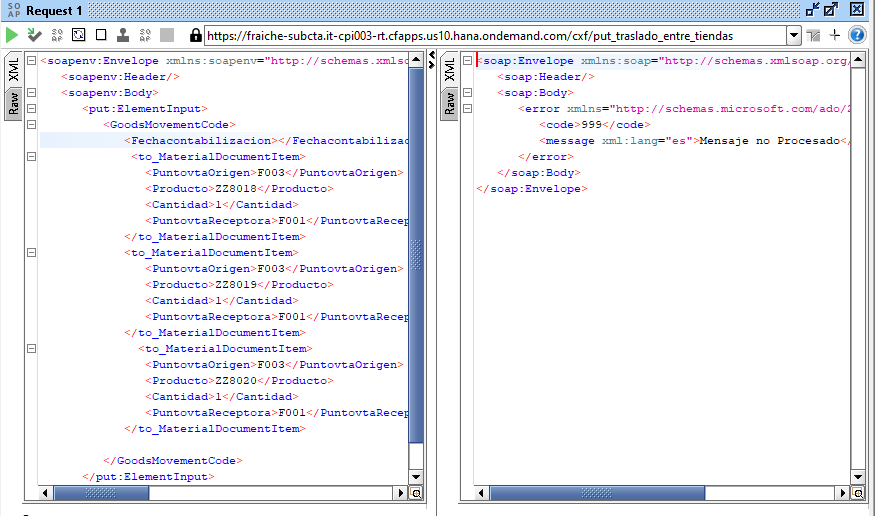 SO AP Request 1
https://fraiche-subcta.it-cpi003-rt.cfapps.us10.hana.ondemand.com/cxf/put_traslado_entre_tiendas
XML
Raw
<soapenv:Envelope xmlns:soapenv="http://schemas.xmlso
<soapenv:Header/>
<soapenv:Body>
<put:ElementInput>
<GoodsMovementCode>
<Fechacontabilizacion></Fechacontabilizac
<to_MaterialDocumentItem>
<PuntovtaOrigen>F003</PuntovtaOrigen>
<Producto>ZZ8018</Producto>
<Cantidad>1</Cantidad>
<PuntovtaReceptora>F001</PuntovtaRecep
</to_MaterialDocumentItem>
<to_MaterialDocumentItem>
<PuntovtaOrigen>F003</PuntovtaOrigen>
<Producto>ZZ8019</Producto>
<Cantidad>1</Cantidad>
<PuntovtaReceptora>F001</PuntovtaRecep
</to_MaterialDocumentItem>
<to_MaterialDocumentItem>
<PuntovtaOrigen>F003</PuntovtaOrigen>
<Producto>ZZ8020</Producto>
<Cantidad>1</Cantidad>
<PuntovtaReceptora>F001</PuntovtaRecep
</to_MaterialDocumentItem>
</GoodsMovementCode>
</put:ElementInput>
XML
Raw
<soap:Envelope xmlns:soap="http://schemas.xmlsoap.org/
<soap:Header/>
<soap:Body>
<error xmlns="http://schemas.microsoft.com/ado/2
<code>999</code>
<message xml:lang="es">Mensaje no Procesado</
</error>
</soap:Body>
</soap:Envelope>